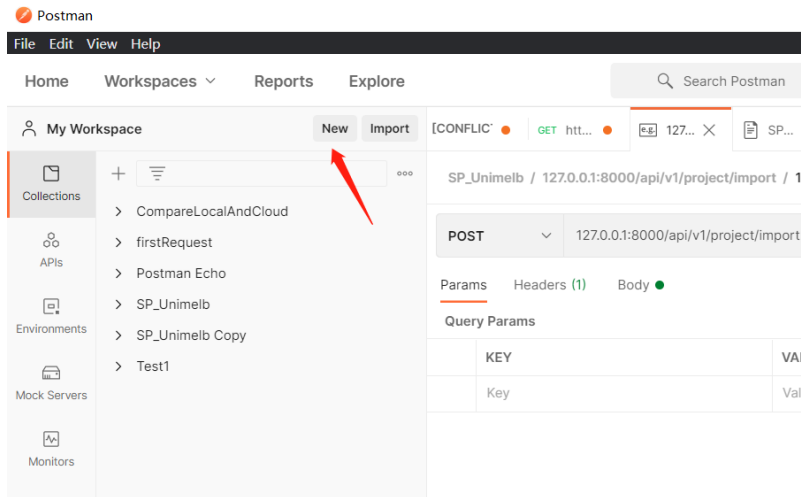 Postman
File Edit View Help
Home Workspaces Reports Explore Search Postman
My Workspace New Import
[CONFLIC GET htt... e.g. 127... SP...
Collections
APIs
Environments
Mock Servers
Monitors
CompareLocalAndCloud
firstRequest
Postman Echo
SP_Unimelb
SP_Unimelb Copy
Test1
SP_Unimelb / 127.0.0.1:8000/api/v1/project/import / 1
POST 127.0.0.1:8000/api/v1/project/import
Params Headers (1) Body
Query Params
KEY VAL
Key Val